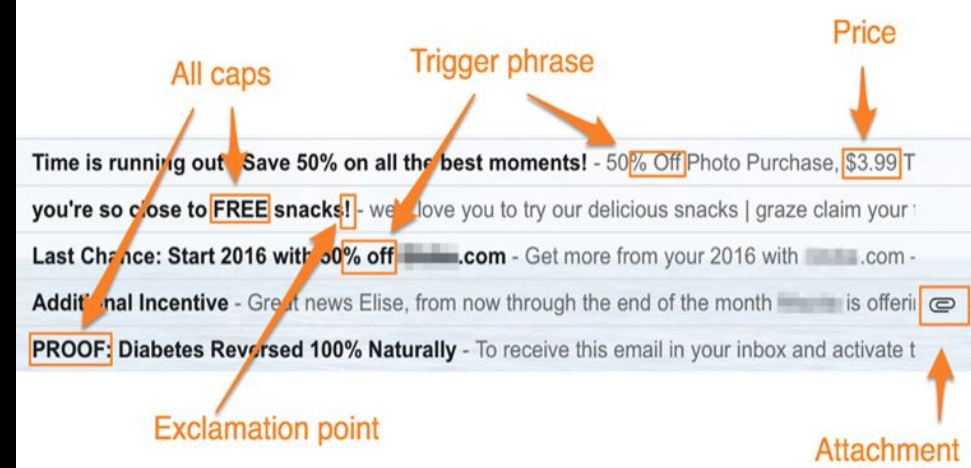 Price
All caps
Trigger phrase
Time is running out Save 50% on all the best moments! - 50% Off Photo Purchase, $3.99 T
you're so close to FREE snacks! - we love you to try our delicious snacks | graze claim your
Last Chance: Start 2016 with 50% off .com - Get more from your 2016 with .com -
Additional Incentive - Great news Elise, from now through the end of the month is offeri
PROOF: Diabetes Reversed 100% Naturally - To receive this email in your inbox and activate t
Exclamation point
Attachment